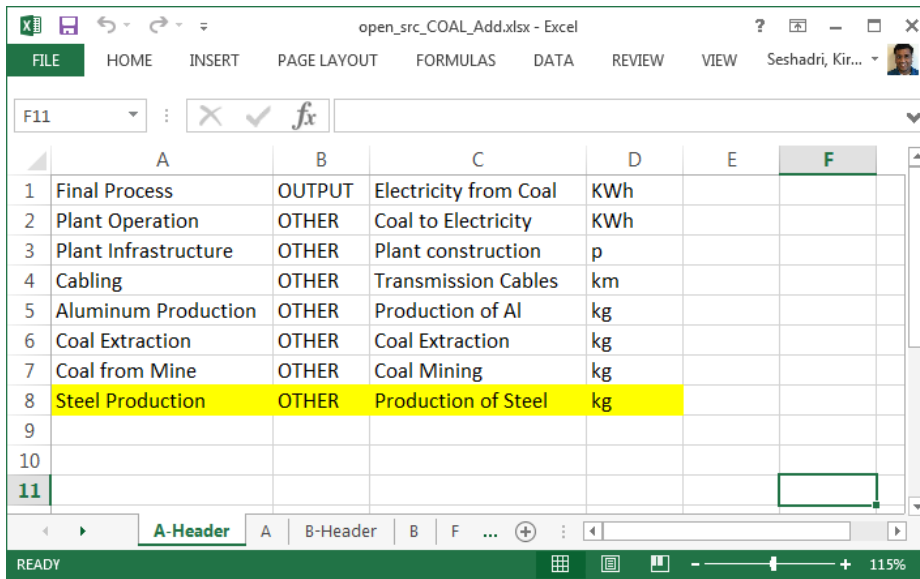 open_src_COAL_Add.xlsx - Excel ?
FILE HOME INSERT PAGE LAYOUT FORMULAS DATA REVIEW VIEW Seshadri, Kir...
F11 fx
A B C D E F
1 Final Process OUTPUT Electricity from Coal KWh
2 Plant Operation OTHER Coal to Electricity KWh
3 Plant Infrastructure OTHER Plant construction p
4 Cabling OTHER Transmission Cables km
5 Aluminum Production OTHER Production of Al kg
6 Coal Extraction OTHER Coal Extraction kg
7 Coal from Mine OTHER Coal Mining kg
8 Steel Production OTHER Production of Steel kg
9
10
11
A-Header A B-Header B F ...
READY 115%